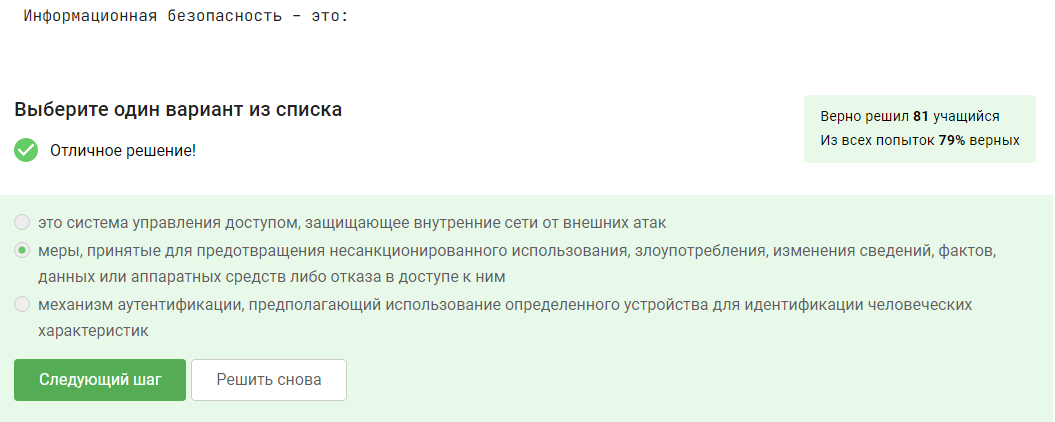 Информационная безопасность – это:
Выберите один вариант из списка
Верно решил 81 учащийся
Из всех попыток 79% верных
Отличное решение!
это система управления доступом, защищающее внутренние сети от внешних атак
меры, принятые для предотвращения несанкционированного использования, злоупотребления, изменения сведений, фактов,
данных или аппаратных средств либо отказа в доступе к ним
механизм аутентификации, предполагающий использование определенного устройства для идентификации человеческих
характеристик
Следующий шаг
Решить снова